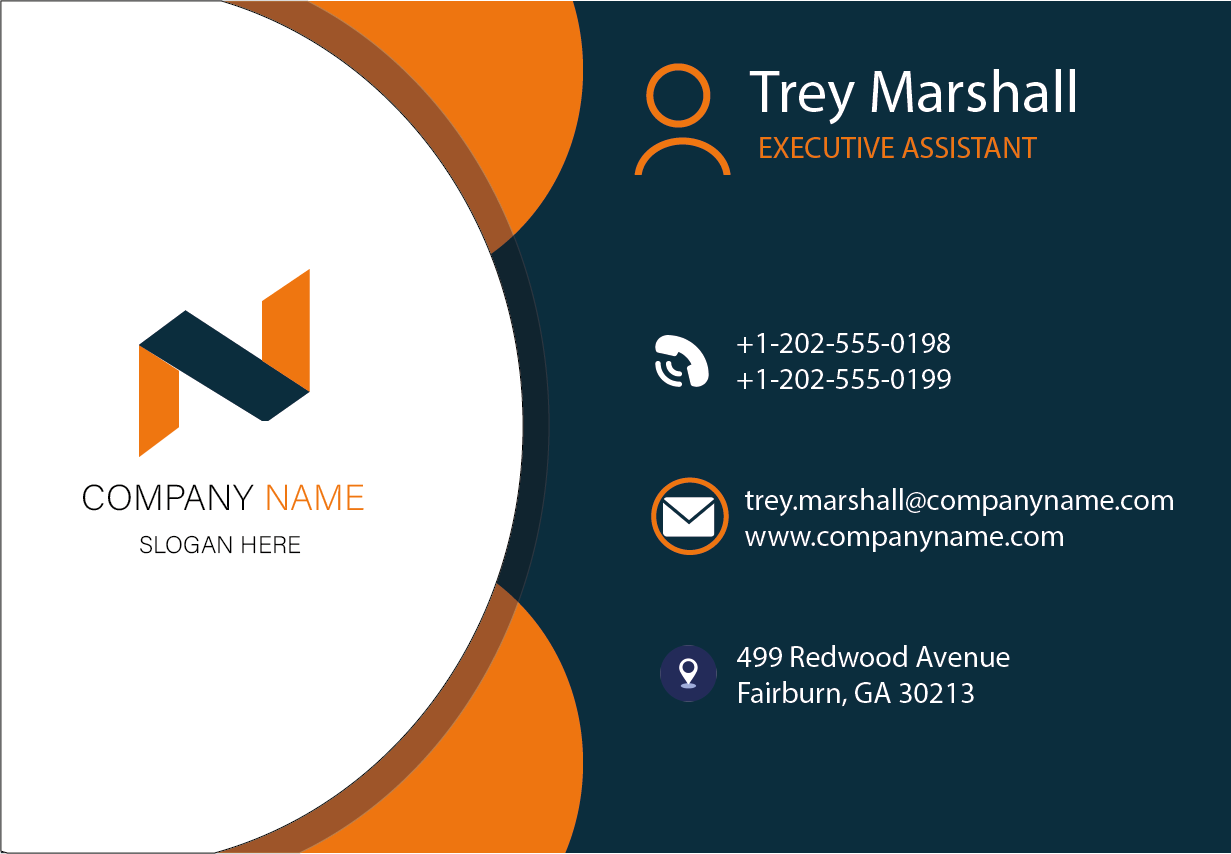 Trey Marshall
EXECUTIVE ASSISTANT
+1-202-555-0198
+1-202-555-0199
trey.marshall@companyname.com
www.companyname.com
499 Redwood Avenue
Fairburn, GA 30213
COMPANY NAME
SLOGAN HERE